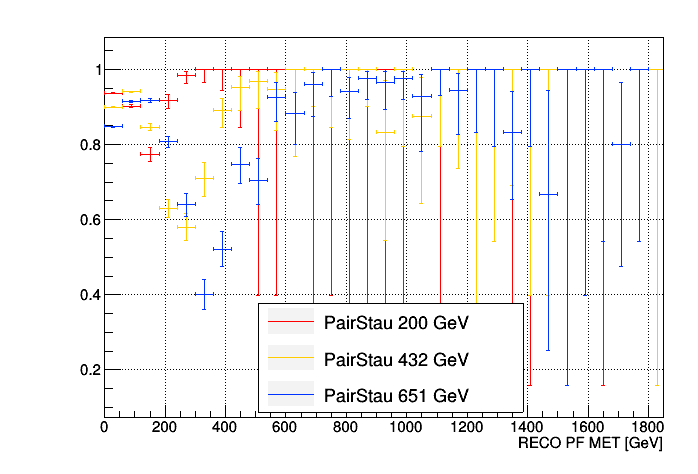 1
0.8
0.6
0.4
0.2
PairStau 200 GeV
PairStau 432 GeV
PairStau 651 GeV
0 200 400 600 800 1000 1200 1400 1600 1800
RECO PF MET [GeV]